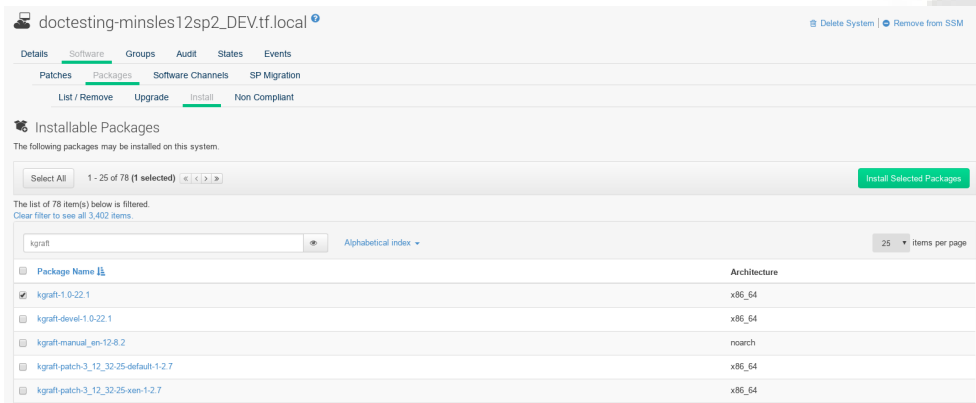 doctesting-minsles12sp2_DEV.tf.local ?
Delete System | Remove from SSM
Details Software Groups Audit States Events
Patches Packages Software Channels SP Migration
List / Remove Upgrade Install Non Compliant
Installable Packages
The following packages may be installed on this system.
Select All 1 - 25 of 78 (1 selected) « < > » Install Selected Packages
The list of 78 item(s) below is filtered.
Clear filter to see all 3,402 items.
kgraft Alphabetical index 25 items per page
Package Name Architecture
kgraft-1.0-22.1 x86_64
kgraft-devel-1.0-22.1 x86_64
kgraft-manual_en-12-8.2 noarch
kgraft-patch-3_12_32-25-default-1-2.7 x86_64
kgraft-patch-3_12_32-25-xen-1-2.7 x86_64